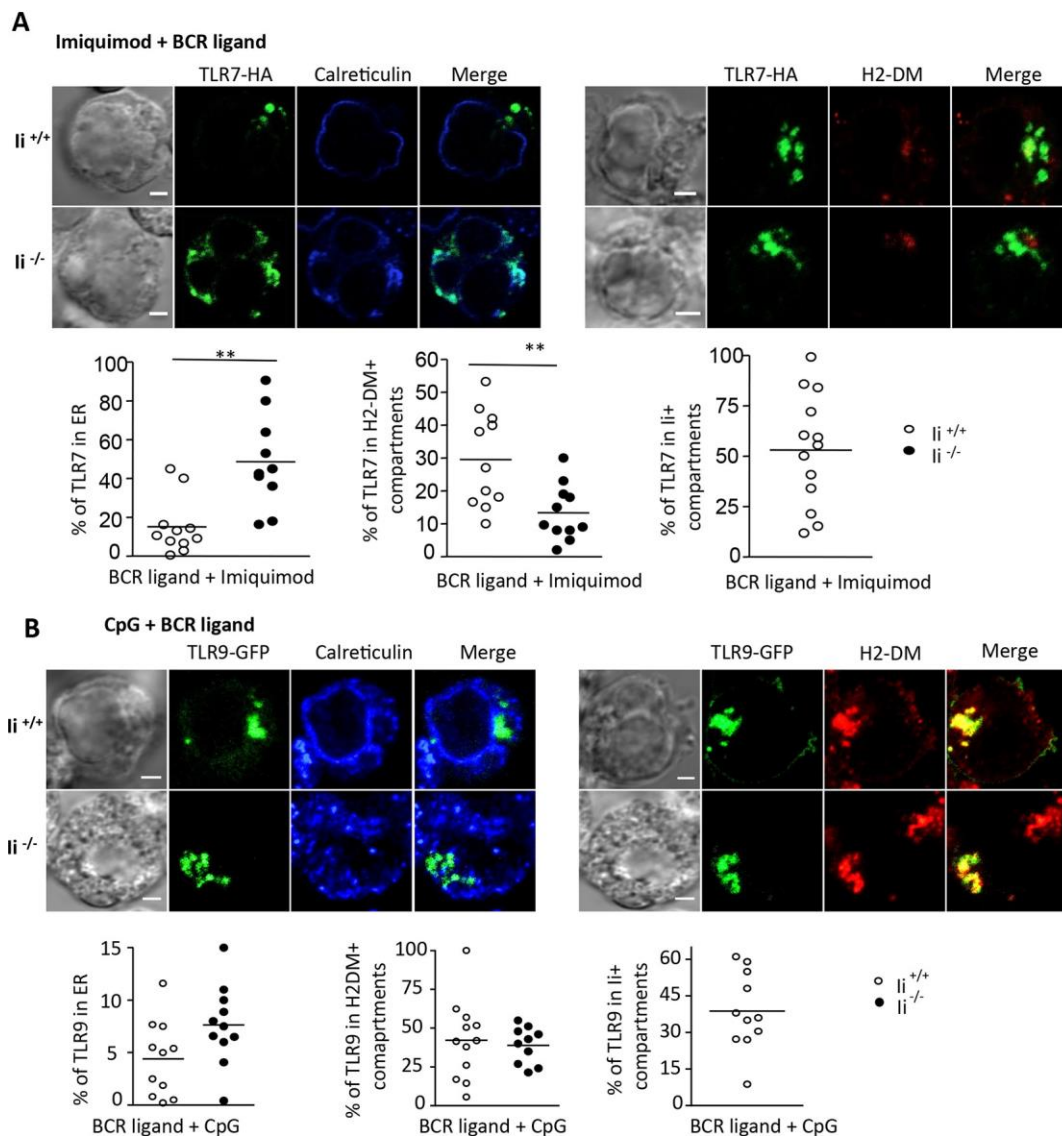 A
Imiquimod + BCR ligand
TLR7-HA Calreticulin Merge
TLR7-HA H2-DM Merge
Ii +/+
Ii -/-
**
100
80
60
40
20
0
% of TLR7 in ER
BCR ligand + Imiquimod
**
60
50
40
30
20
10
0
% of TLR7 in H2-DM+
compartments
BCR ligand + Imiquimod
100
75
50
25
0
% of TLR7 in Ii+
compartments
BCR ligand + Imiquimod
Ii +/+
Ii -/-
B
CpG + BCR ligand
TLR9-GFP Calreticulin Merge
TLR9-GFP H2-DM Merge
Ii +/+
Ii -/-
15
10
5
0
% of TLR9 in ER
BCR ligand + CpG
100
75
50
25
0
% of TLR9 in H2DM+
comaprtments
BCR ligand + CpG
60
45
30
15
0
% of TLR9 in Ii+
compartments
BCR ligand + CpG
Ii +/+
Ii -/-